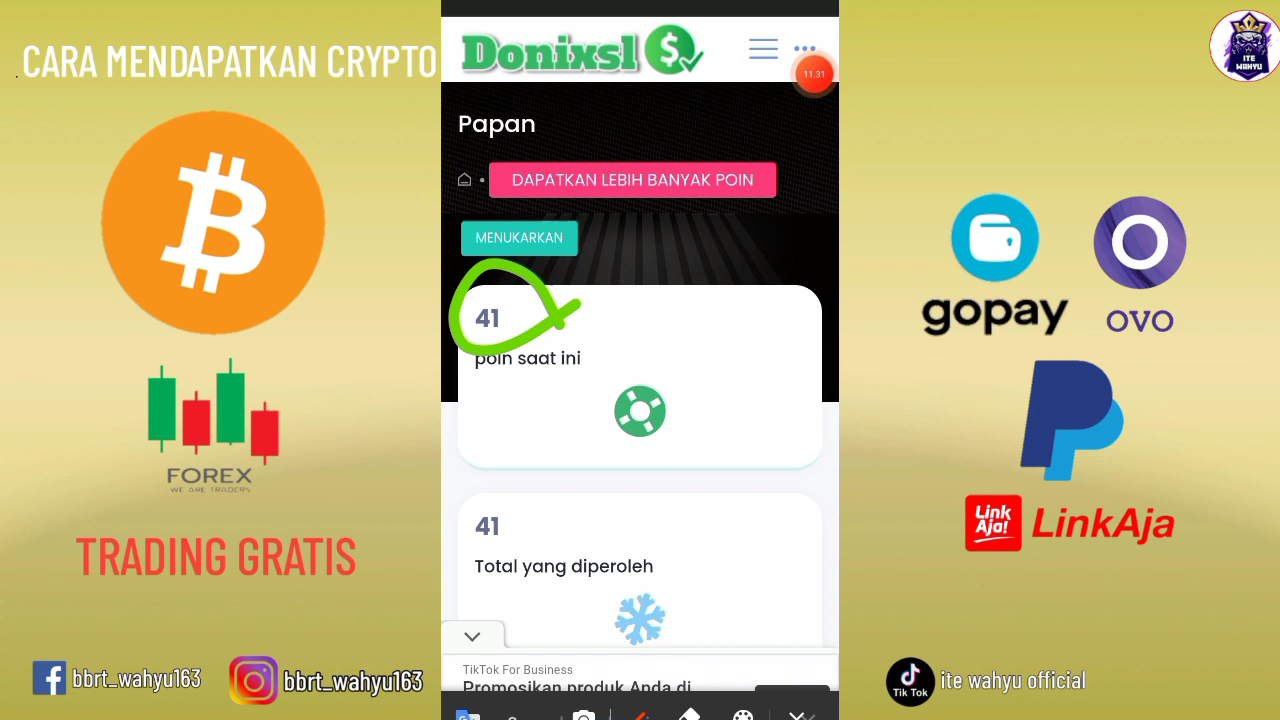 CARA MENDAPATKAN CRYPTO
FOREX
WE ARE TRADERS
TRADING GRATIS
bbrt_wahyu163
bbrt_wahyu163
Donixsl $
11.31
Papan
DAPATKAN LEBIH BANYAK POIN
MENUKARKAN
41
poin saat ini
41
Total yang diperoleh
TikTok For Business
Promosikan produk Anda di
ITE
WAHYU
gopay
OVO
Link
Aja!
LinkAja
Tik Tok
ite wahyu official